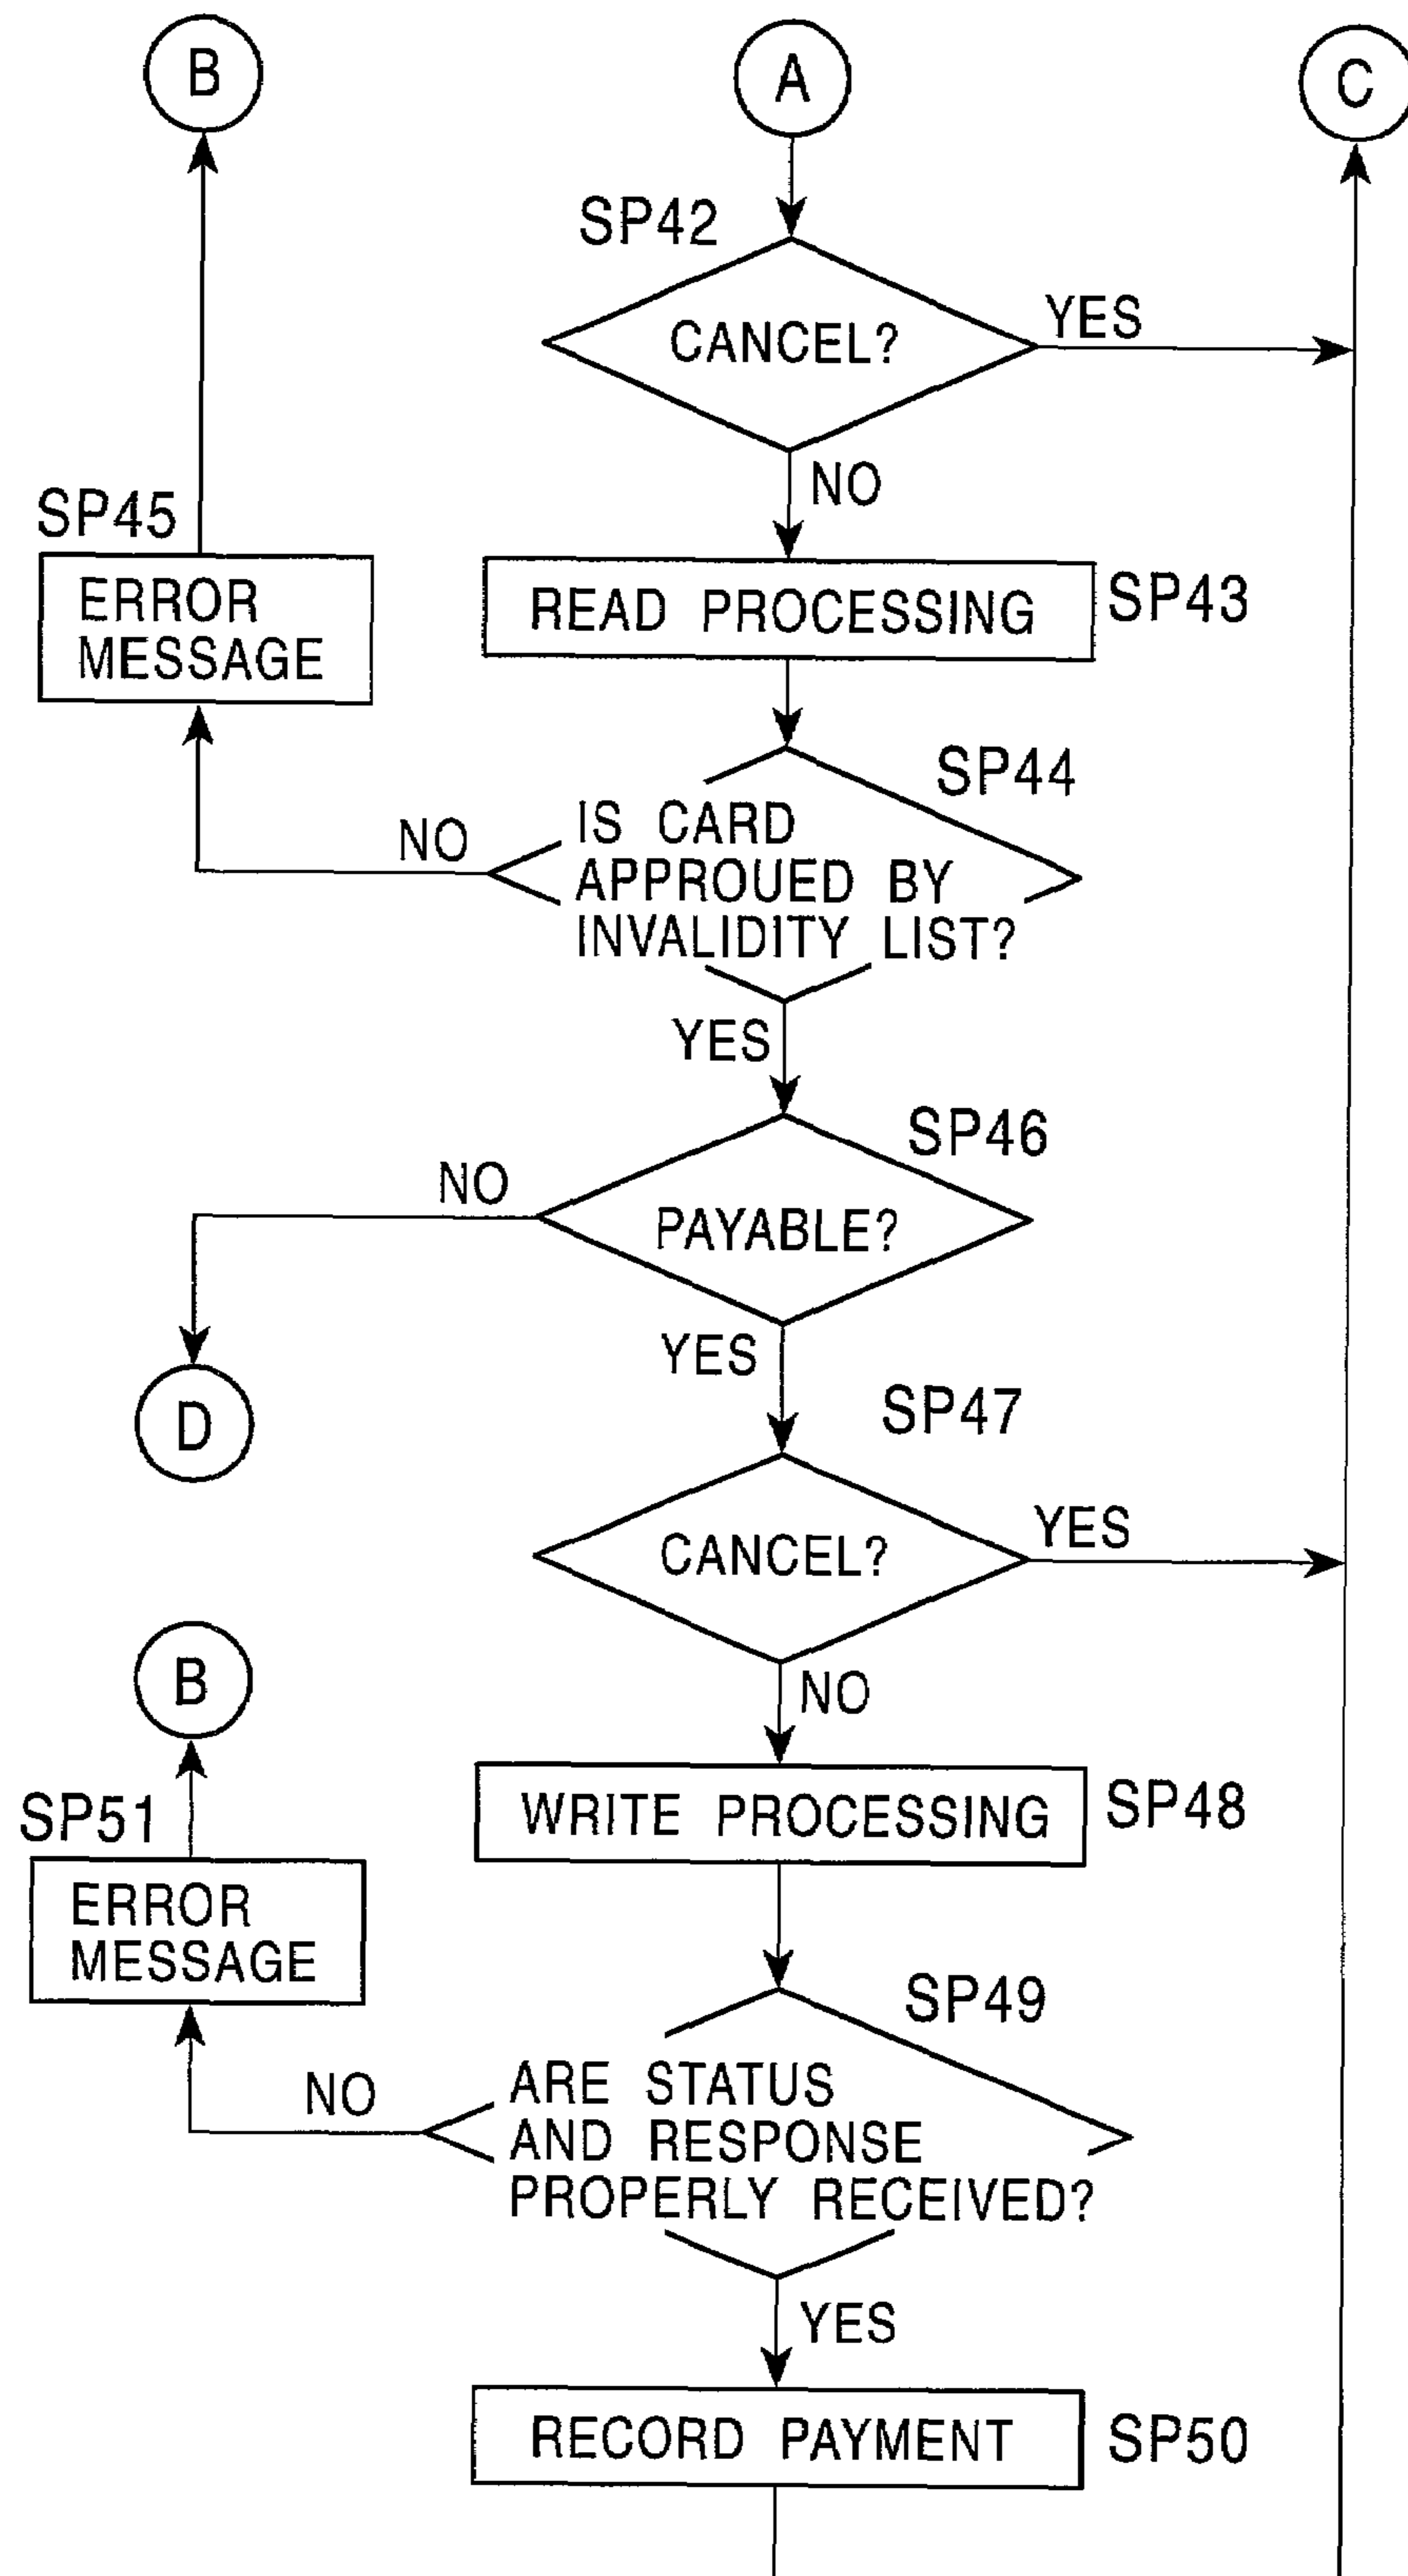 B
A
C
SP42
CANCEL?
YES
NO
SP45
ERROR
MESSAGE
READ PROCESSING
SP43
SP44
NO
IS CARD
APPROUED BY
INVALIDITY LIST?
YES
SP46
NO
PAYABLE?
YES
D
SP47
CANCEL?
YES
B
NO
SP51
ERROR
MESSAGE
WRITE PROCESSING
SP48
SP49
NO
ARE STATUS
AND RESPONSE
PROPERLY RECEIVED?
YES
RECORD PAYMENT
SP50